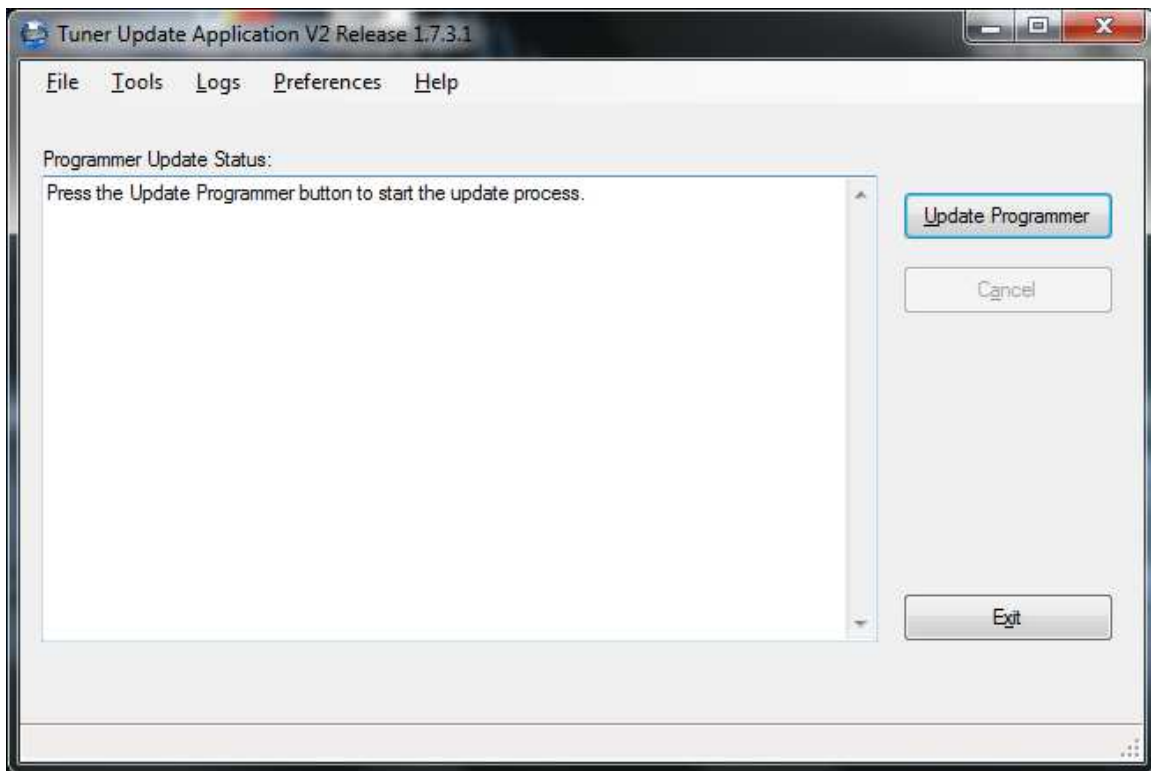 Tuner Update Application V2 Release 1.7.3.1
File Tools Logs Preferences Help
Programmer Update Status:
Press the Update Programmer button to start the update process.
Update Programmer
Cancel
Exit